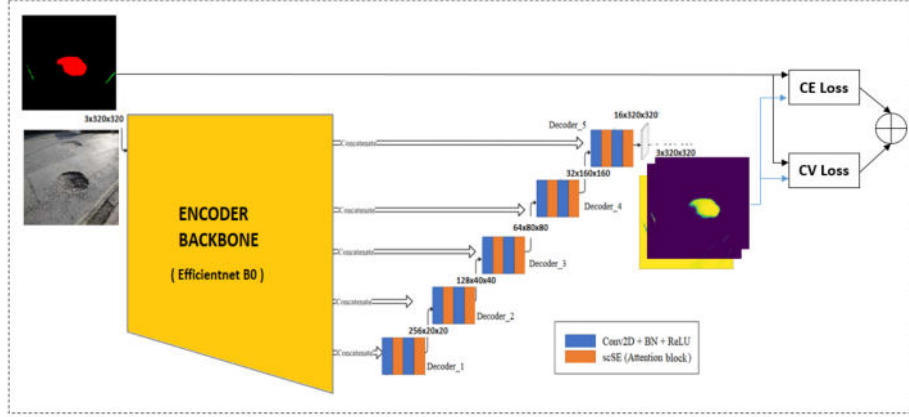 3x320x320
ENCODER
BACKBONE
( Efficientnet B0 )
Concatenate
Concatenate
Concatenate
Concatenate
Concatenate
Decoder_5
16x320x320
3x320x320
32x160x160
Decoder_4
64x80x80
Decoder_3
128x40x40
Decoder_2
256x20x20
Decoder_1
CE Loss
CV Loss
Conv2D + BN + ReLU
scSE (Attention block)